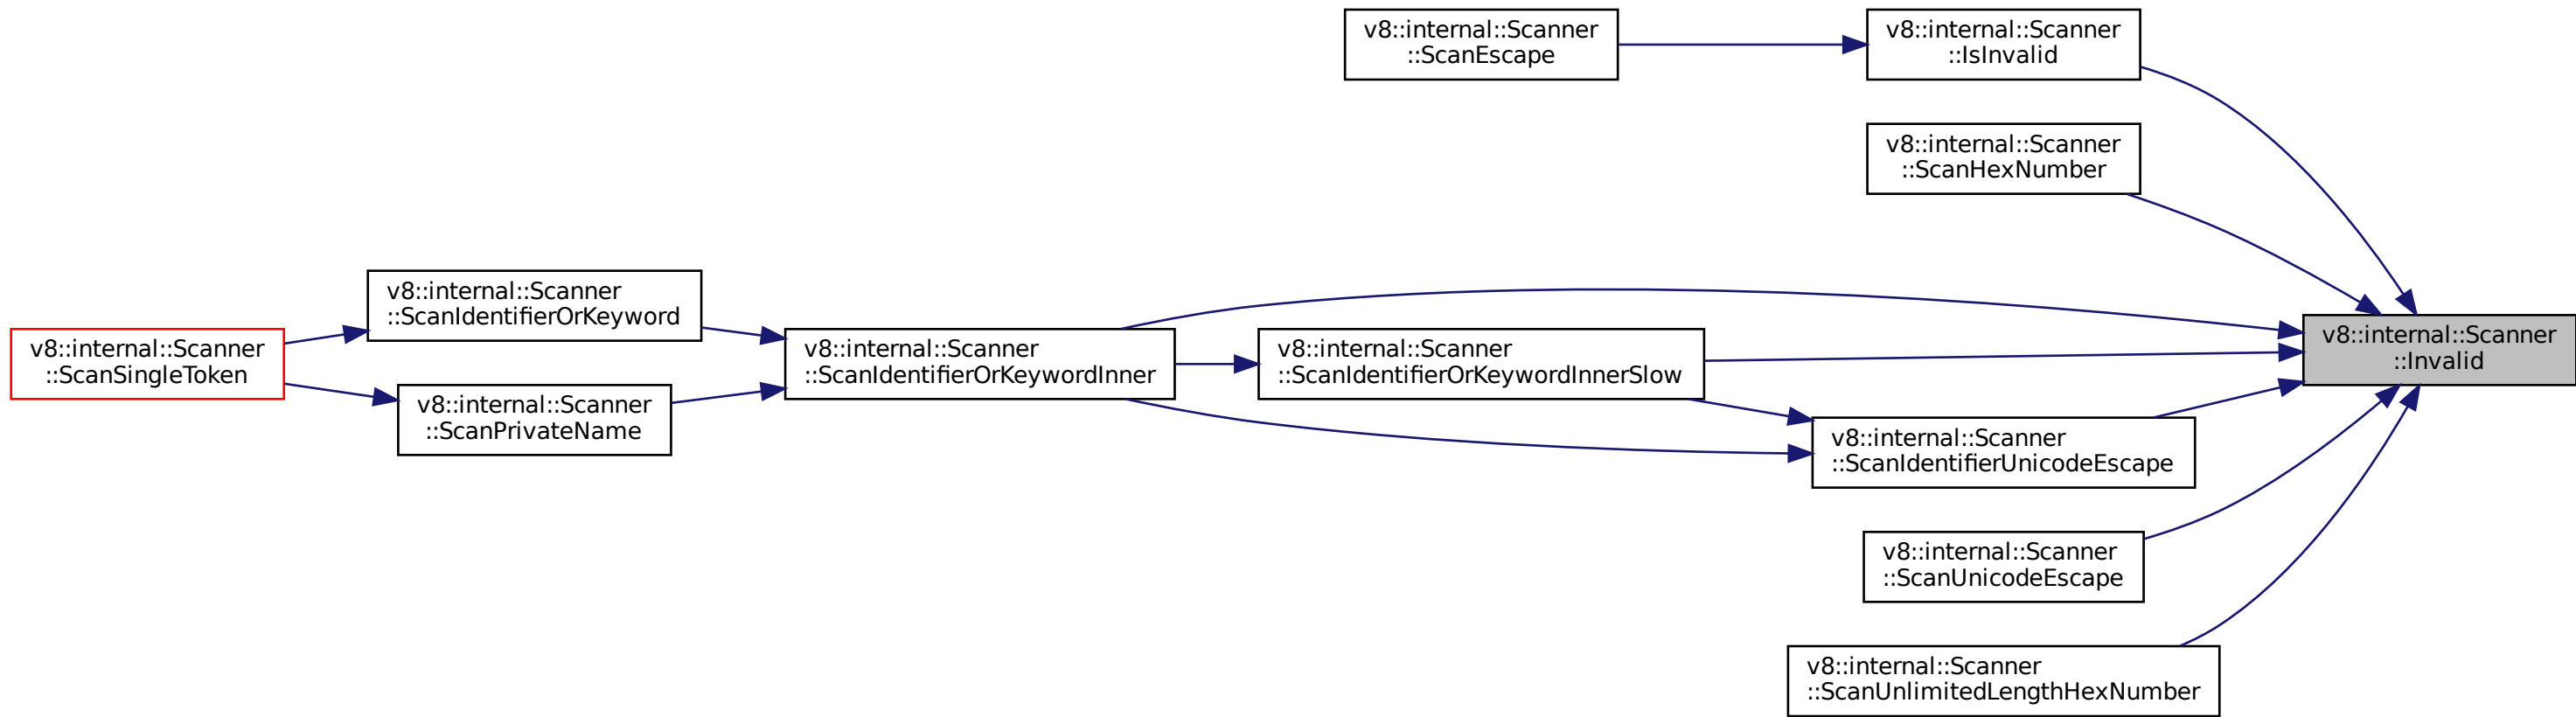 v8::internal::Scanner
::ScanEscape
v8::internal::Scanner
::IsInvalid
v8::internal::Scanner
::ScanHexNumber
v8::internal::Scanner
::ScanIdentifierOrKeyword
v8::internal::Scanner
::ScanSingleToken
v8::internal::Scanner
::ScanPrivateName
v8::internal::Scanner
::ScanIdentifierOrKeywordInner
v8::internal::Scanner
::ScanIdentifierOrKeywordInnerSlow
v8::internal::Scanner
::Invalid
v8::internal::Scanner
::ScanIdentifierUnicodeEscape
v8::internal::Scanner
::ScanUnicodeEscape
v8::internal::Scanner
::ScanUnlimitedLengthHexNumber